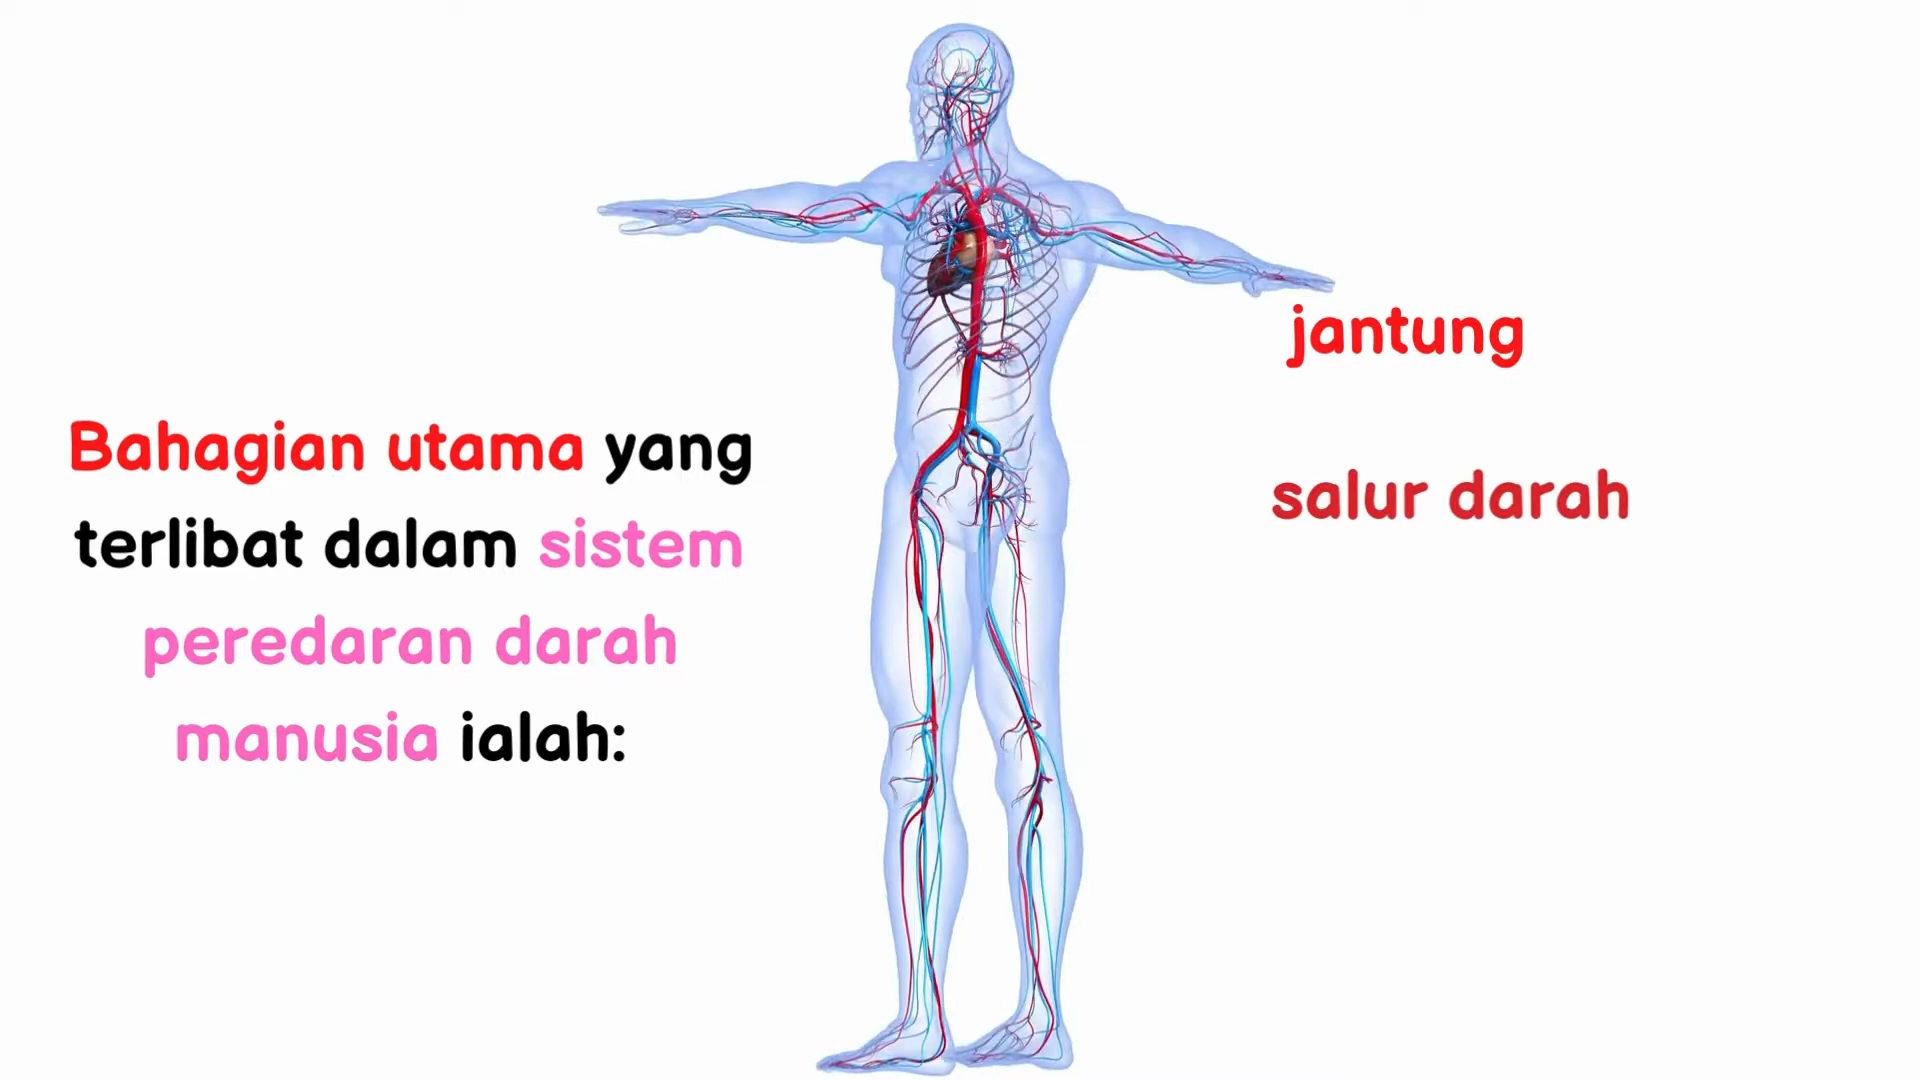 Bahagian utama yang
terlibat dalam sistem
peredaran darah
manusia ialah:
jantung
salur darah